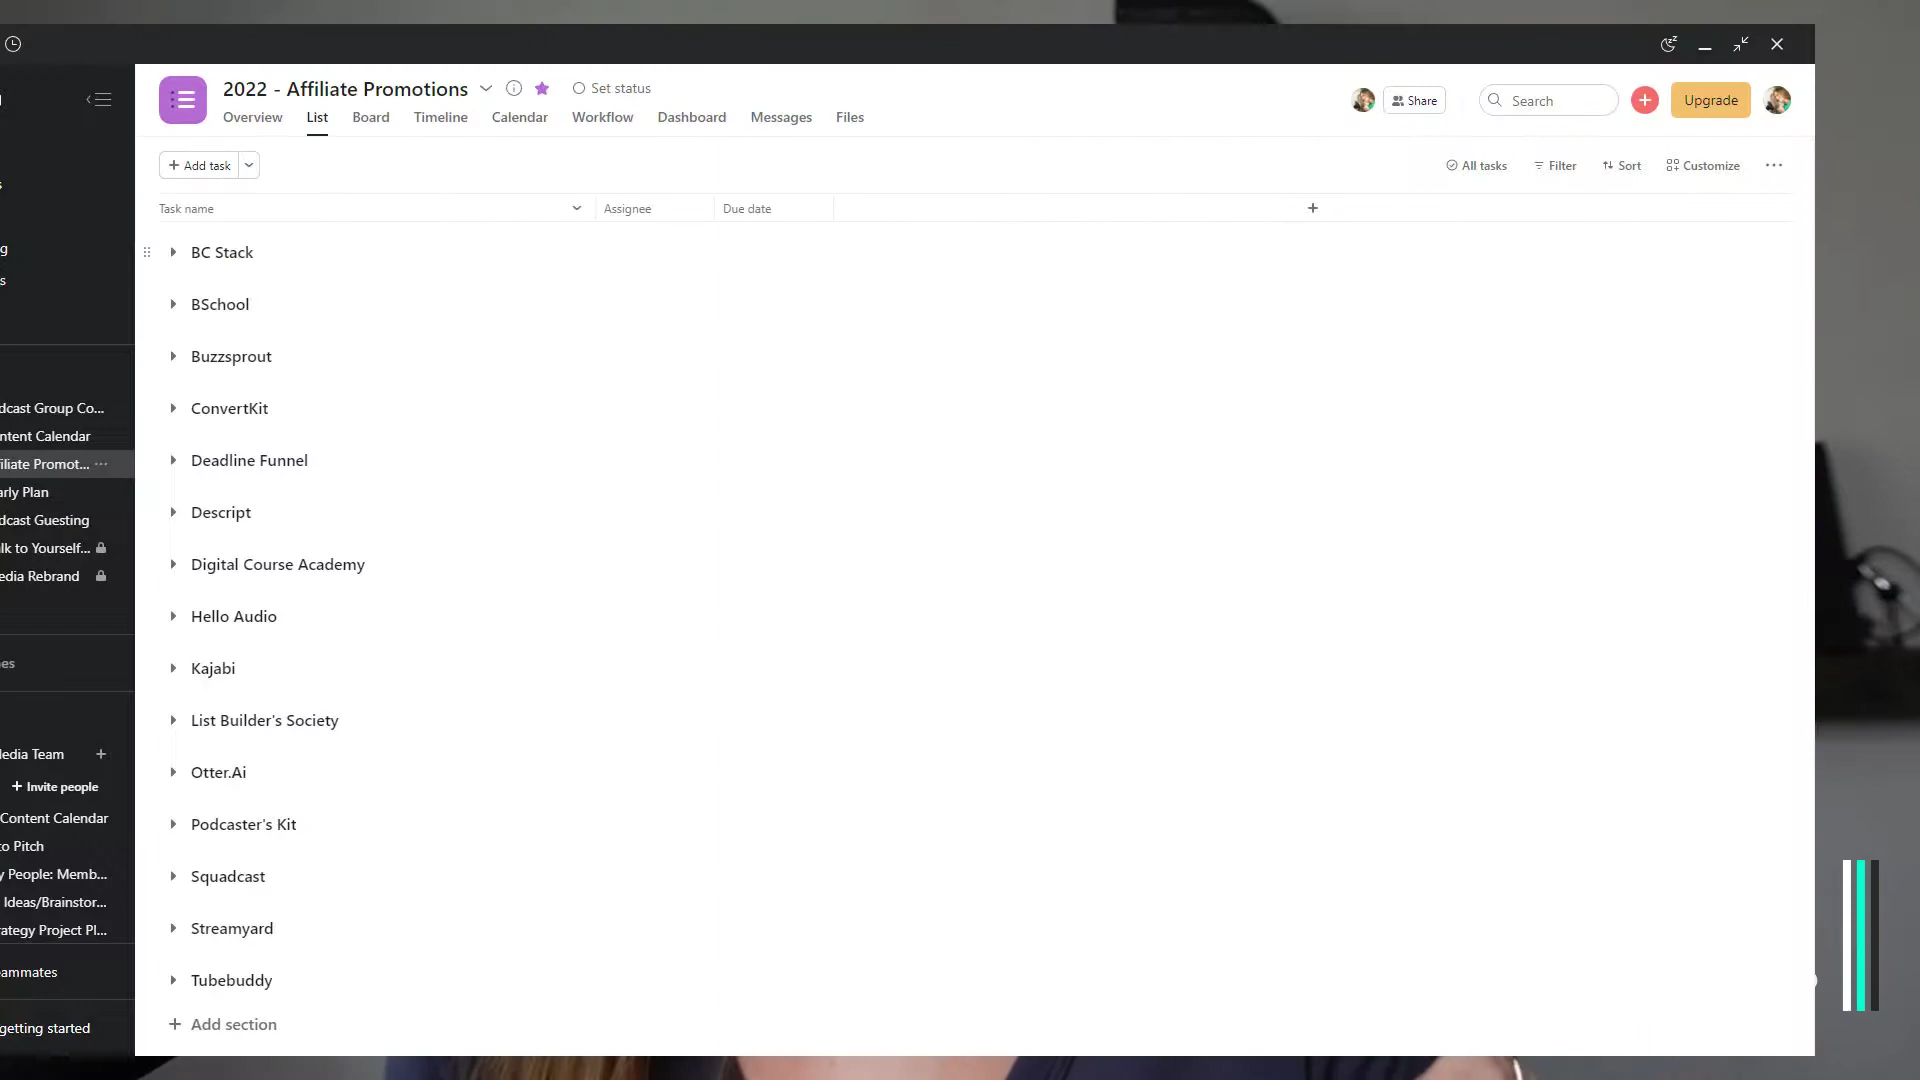 2022 - Affiliate Promotions
Set status
Share
Search
Upgrade
Overview
List
Board
Timeline
Calendar
Workflow
Dashboard
Messages
Files
Add task
All tasks
Filter
Sort
Customize
Task name
Assignee
Due date
BC Stack
BSchool
Buzzsprout
ConvertKit
Deadline Funnel
Descript
Digital Course Academy
Hello Audio
Kajabi
List Builder's Society
Otter.Ai
Podcaster's Kit
Squadcast
Streamyard
Tubebuddy
Add section
g
s
dcast Group Co...
ntent Calendar
iliate Promot...
arly Plan
dcast Guesting
lk to Yourself...
edia Rebrand
es
edia Team
Invite people
Content Calendar
o Pitch
y People: Memb...
Ideas/Brainstor...
rategy Project Pl...
ammates
getting started